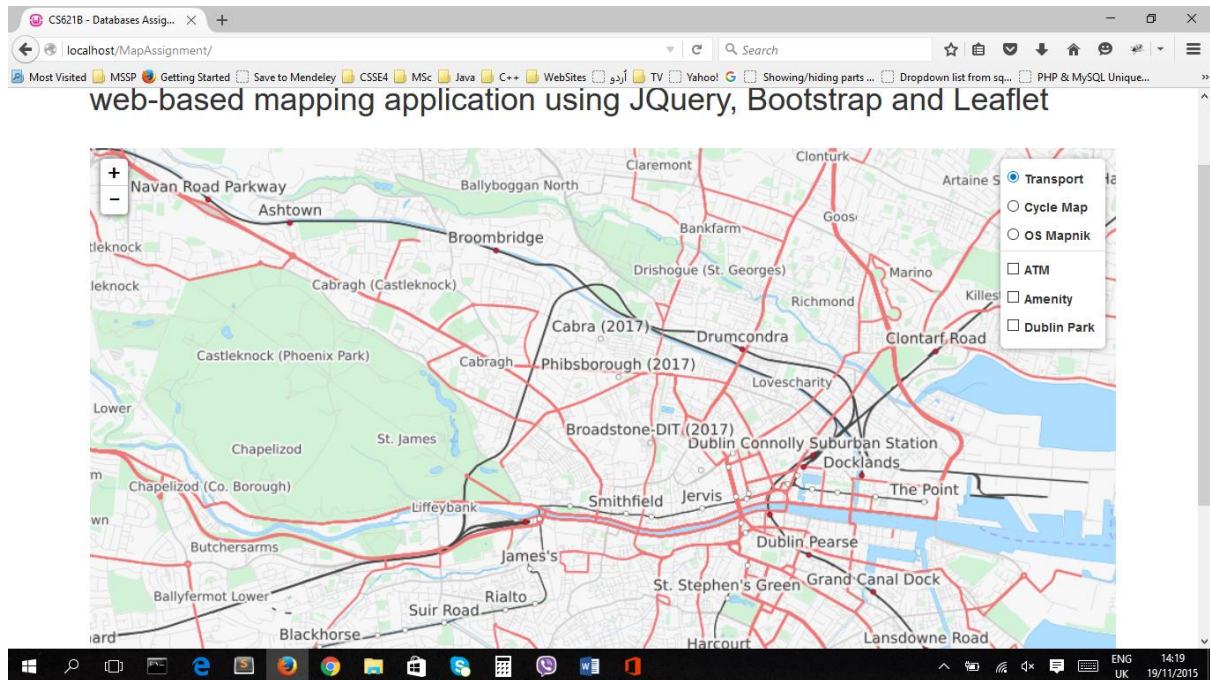 CS621B - Databases Assig...
localhost/MapAssignment/
Search
Most Visited MSSP Getting Started Save to Mendeley CSSE4 MSc Java C++ WebSites أردو TV Yahoo! Showing/hiding parts ... Dropdown list from sq... PHP & MySQL Unique... »
web-based mapping application using JQuery, Bootstrap and Leaflet
+
−
Transport
Cycle Map
OS Mapnik
ATM
Amenity
Dublin Park
Claremont
Clonturk
Artaine S
Navan Road Parkway
Ballyboggan North
Ashtown
Goos
Bankfarm
Broombridge
Drishogue (St. Georges)
Marino
Cabragh (Castleknock)
Killes
Richmond
Cabra (2017)
Drumcondra
Clontarf Road
Castleknock (Phoenix Park)
Cabragh
Phibsborough (2017)
Lovescharity
Lower
Broadstone-DIT (2017)
St. James
Dublin Connolly Suburban Station
Chapelizod
Docklands
Chapelizod (Co. Borough)
The Point
Jervis
Smithfield
Liffeybank
Butchersarms
Dublin Pearse
James's
Grand Canal Dock
St. Stephen's Green
Ballyfermot Lower
Rialto
Suir Road
Blackhorse
Lansdowne Road
Harcourt
ENG 14:19
UK 19/11/2015